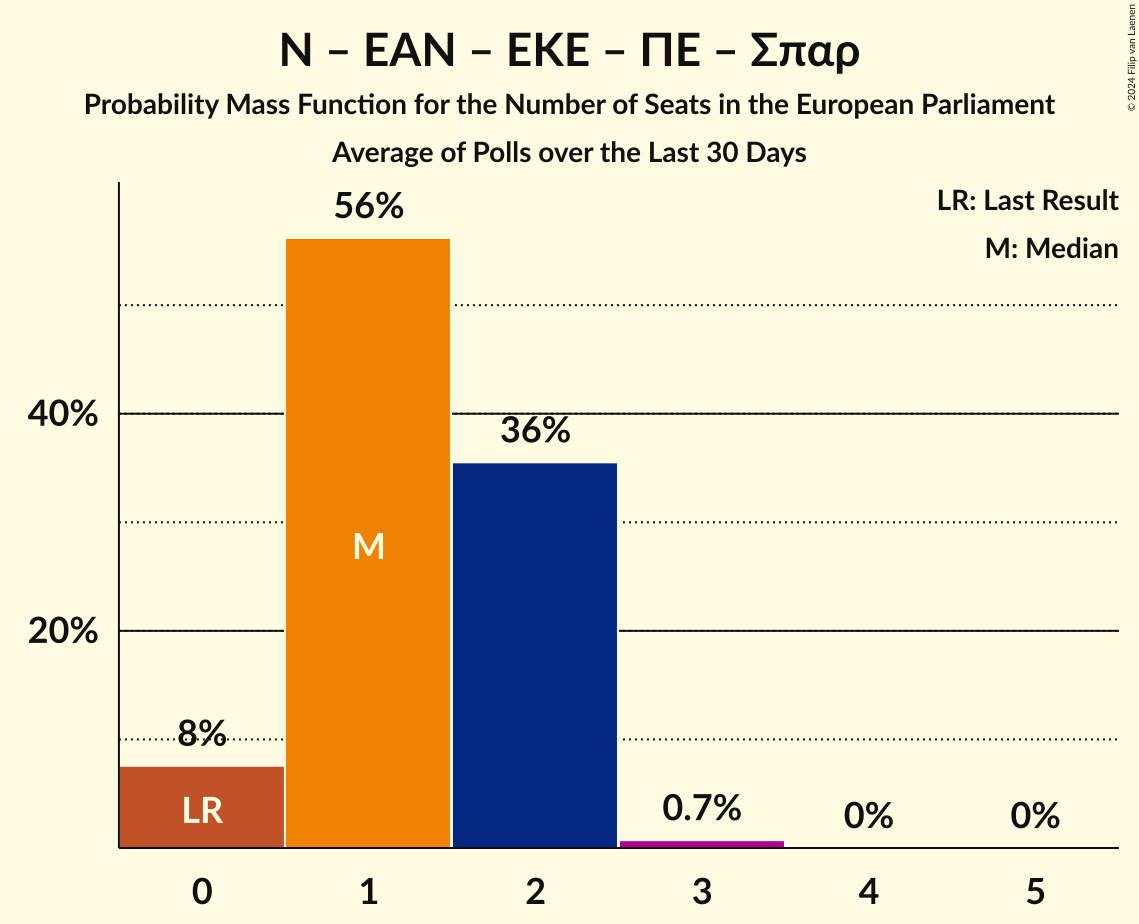 Ν – ΕΑΝ – ΕΚΕ – ΠΕ – Σπαρ
Probability Mass Function for the Number of Seats in the European Parliament
Average of Polls over the Last 30 Days
© 2024 Filip van Laenen
LR: Last Result
M: Median
56%
40%
36%
M
20%
8%
LR
0.7%
0%
0%
0
1
2
3
4
5